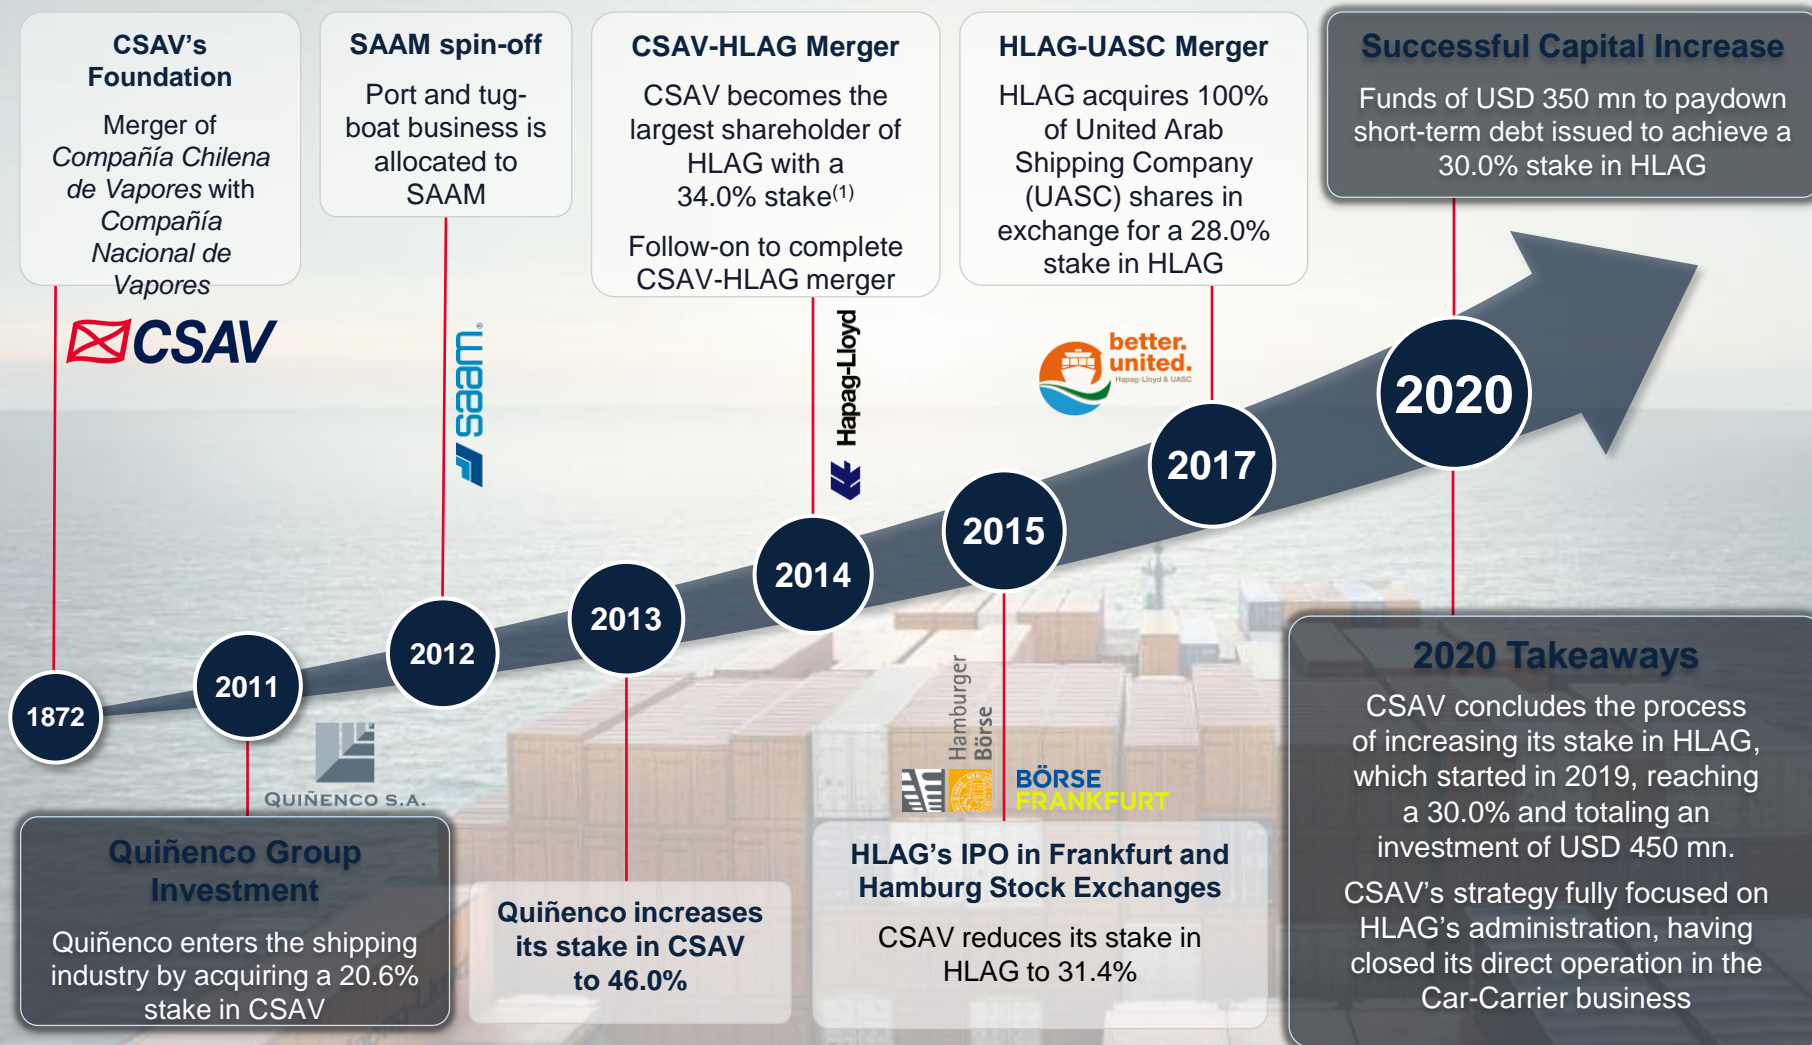 CSAV's
Foundation
Merger of
Compañía Chilena
de Vapores with
Compañía
Nacional de
Vapores
CSAV
SAAM spin-off
Port and tug-
boat business is
allocated to
SAAM
saam®
CSAV-HLAG Merger
CSAV becomes the
largest shareholder of
HLAG with a
34.0% stake(1)
Follow-on to complete
CSAV-HLAG merger
Hapag-Lloyd
HLAG-UASC Merger
HLAG acquires 100%
of United Arab
Shipping Company
(UASC) shares in
exchange for a 28.0%
stake in HLAG
better.
united.
Hapag-Lloyd & UASC
Successful Capital Increase
Funds of USD 350 mn to paydown
short-term debt issued to achieve a
30.0% stake in HLAG
1872
2011
2012
2013
2014
2015
2017
2020
QUIÑENCO S.A.
Quiñenco Group
Investment
Quiñenco enters the shipping
industry by acquiring a 20.6%
stake in CSAV
Quiñenco increases
its stake in CSAV
to 46.0%
Hamburger
Börse
BÖRSE
FRANKFURT
HLAG's IPO in Frankfurt and
Hamburg Stock Exchanges
CSAV reduces its stake in
HLAG to 31.4%
2020 Takeaways
CSAV concludes the process
of increasing its stake in HLAG,
which started in 2019, reaching
a 30.0% and totaling an
investment of USD 450 mn.
CSAV's strategy fully focused on
HLAG's administration, having
closed its direct operation in the
Car-Carrier business